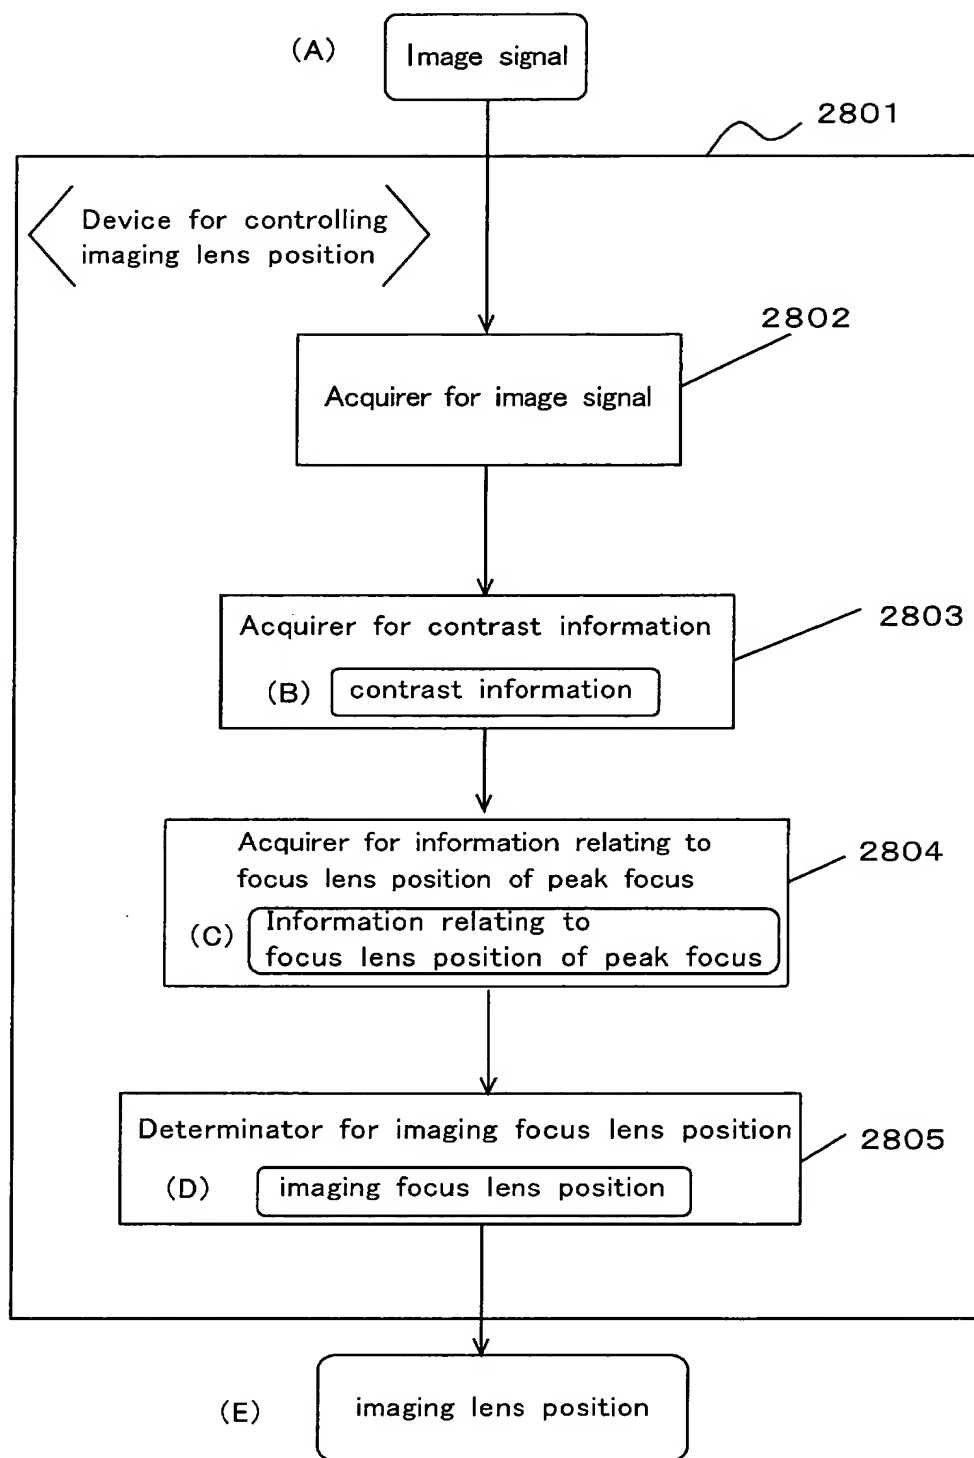 (A)
Image signal
2801
Device for controlling
imaging lens position
2802
Acquirer for image signal
2803
Acquirer for contrast information
(B)
contrast information
2804
Acquirer for information relating to
focus lens position of peak focus
(C)
Information relating to
focus lens position of peak focus
Determinator for imaging focus lens position
2805
(D)
imaging focus lens position
(E)
imaging lens position